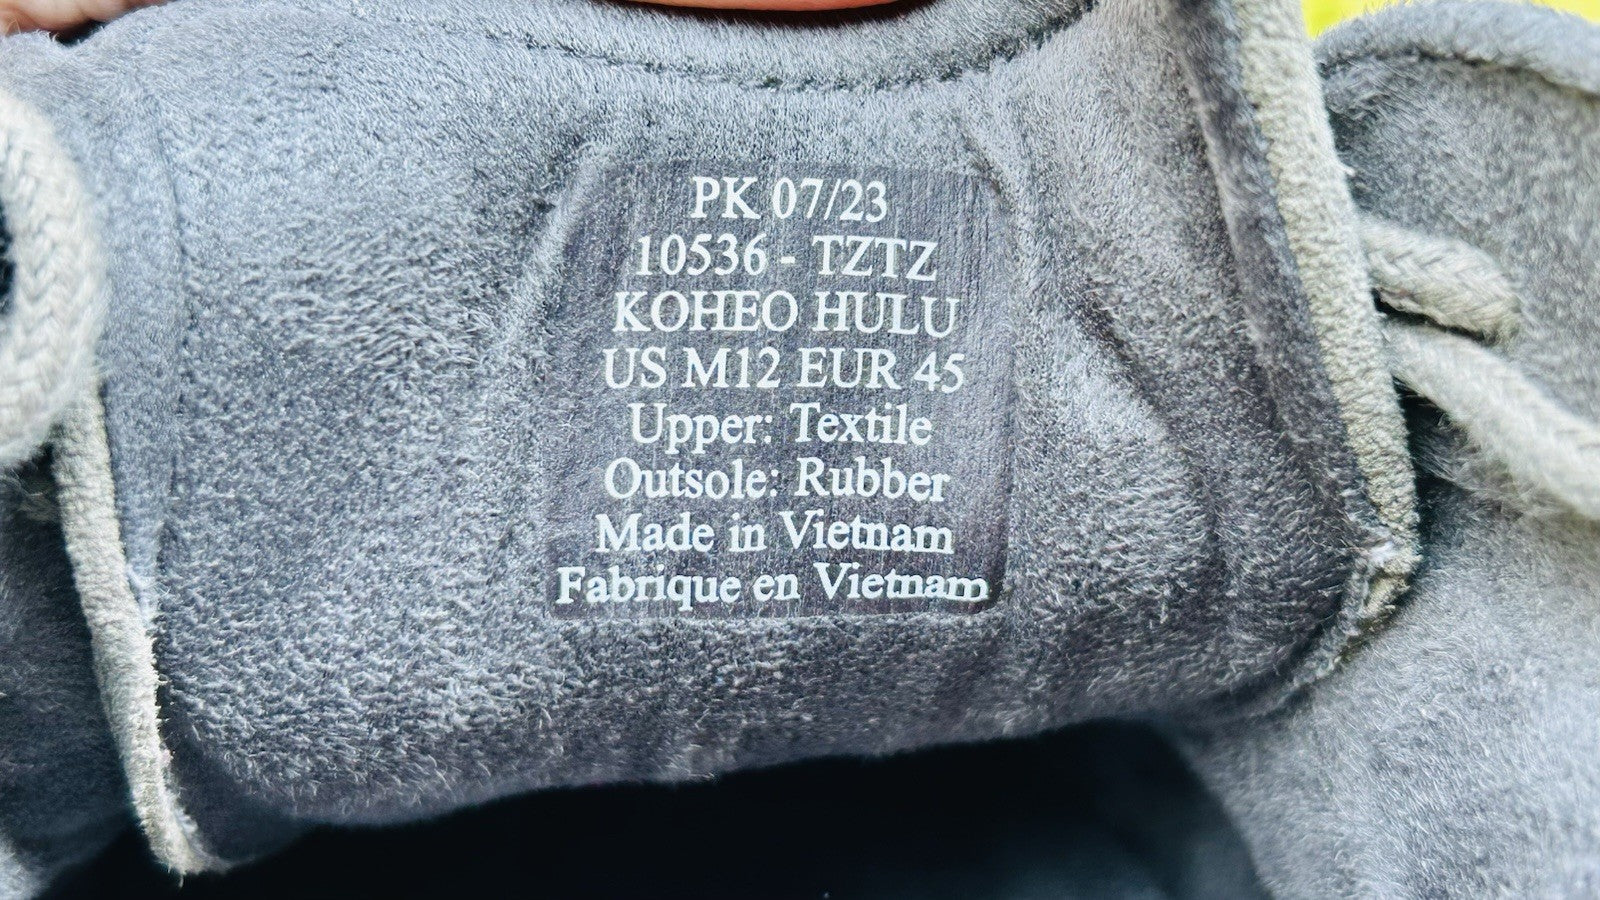 PK 07/23
10536 - TZTZ
KOHEO HULU
US M12 EUR 45
Upper: Textile
Outsole: Rubber
Made in Vietnam
Fabrique en Vietnam